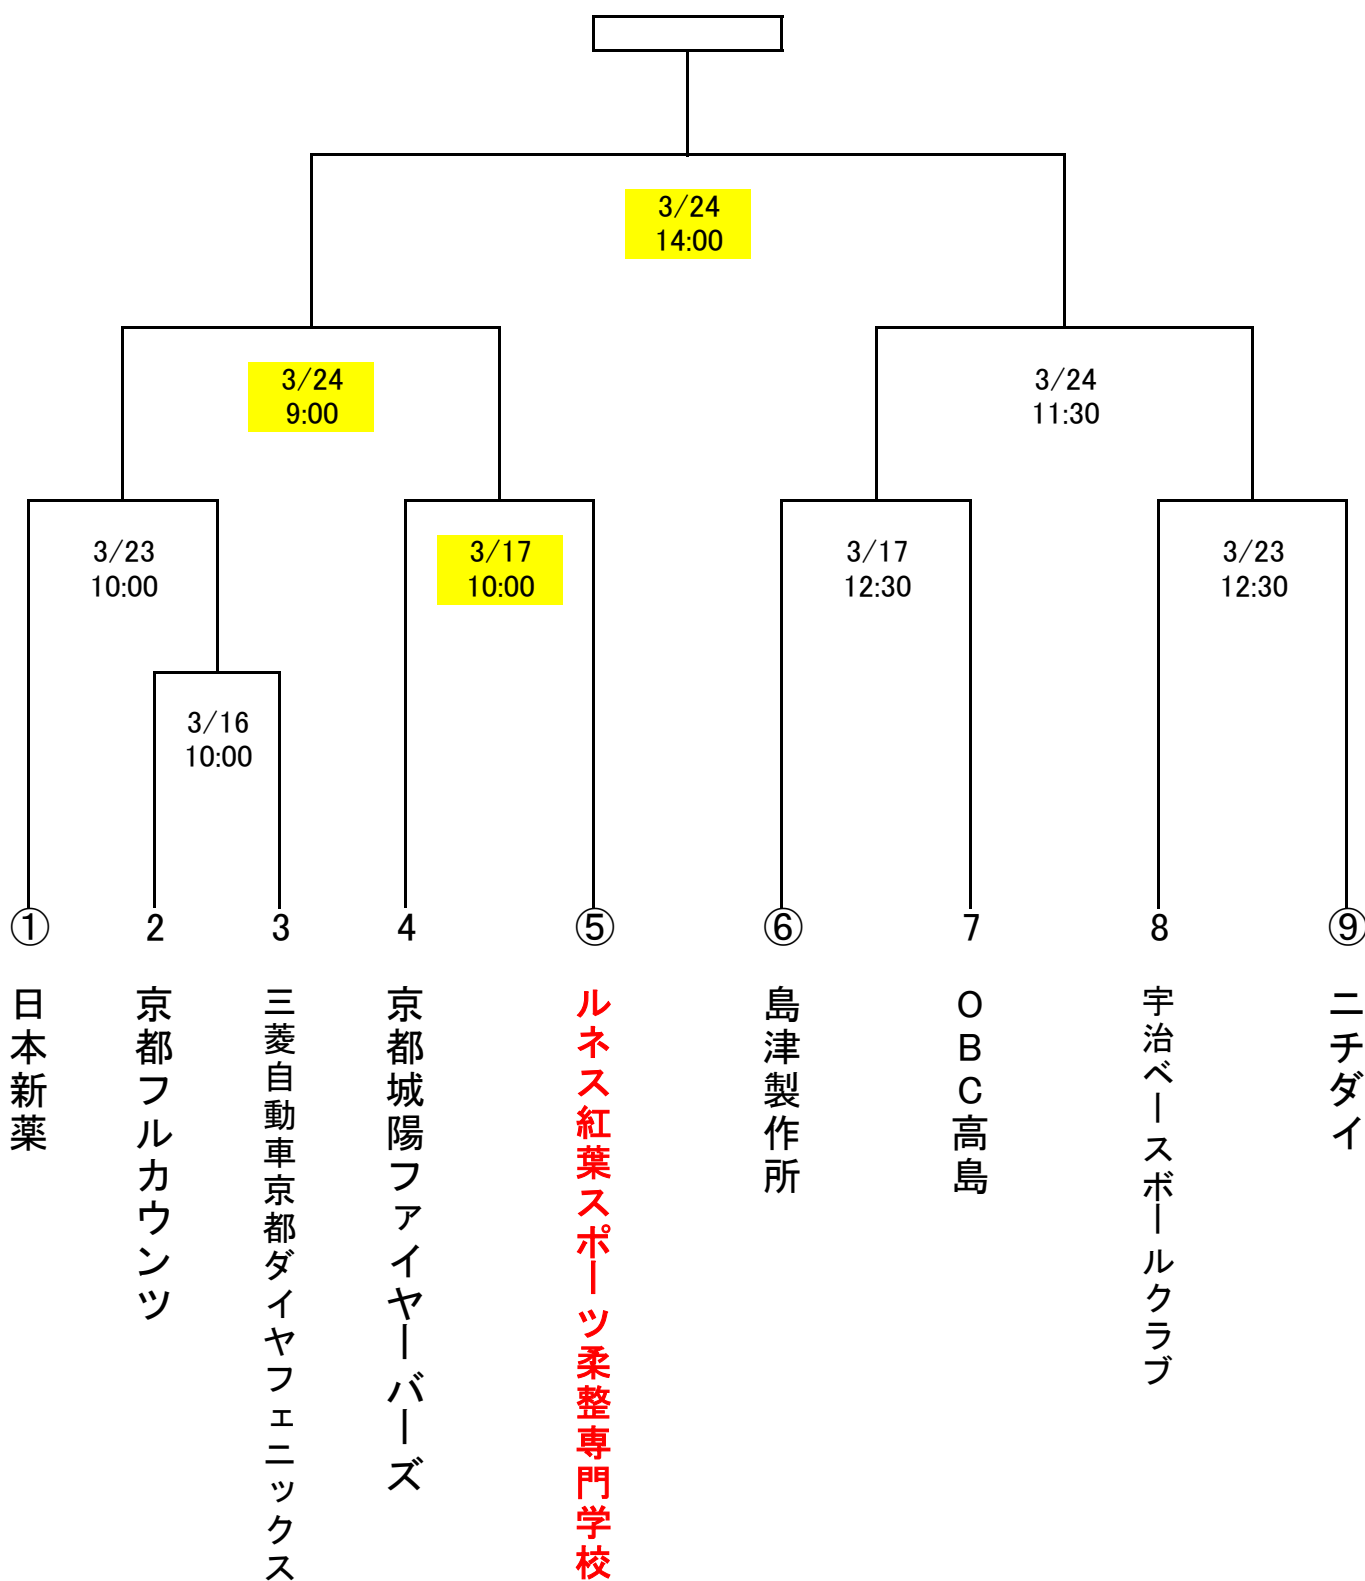 3/24
14:00
3/24
9:00
3/24
11:30
3/23
10:00
3/17
10:00
3/17
12:30
3/23
12:30
3/16
10:00
①
2
3
4
⑤
⑥
7
8
⑨
日本新薬
京都フルカウンツ
三菱自動車京都ダイヤフェニックス
京都城陽ファイヤーバーズ
ルネス紅葉スポーツ柔整専門学校
島津製作所
OBC高島
宇治ベースボールクラブ
ニチダイ